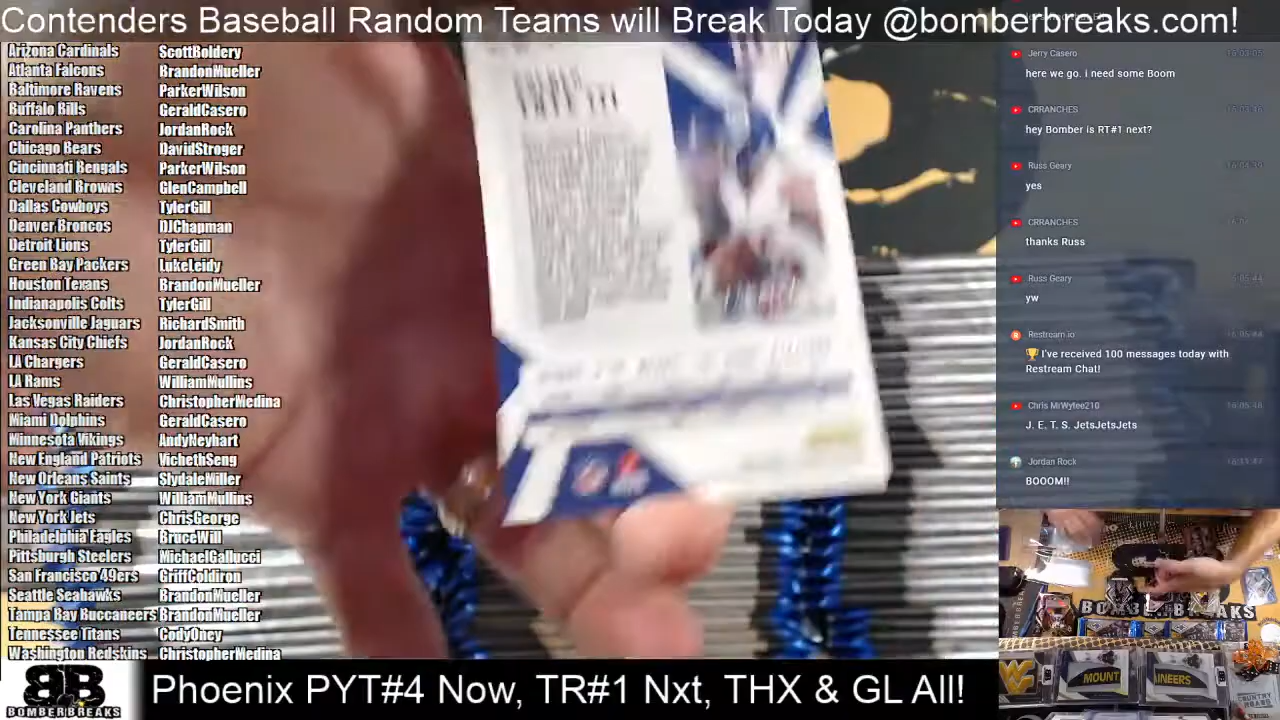 Contenders Baseball Random Teams will Break Today @bomberbreaks.com!
Arizona Cardinals ScottBoldery
Atlanta Falcons BrandonMueller
Baltimore Ravens ParkerWilson
Buffalo Bills GeraldCasero
Carolina Panthers JordanRock
Chicago Bears DavidStroger
Cincinnati Bengals ParkerWilson
Cleveland Browns GlenCampbell
Dallas Cowboys TylerGill
Denver Broncos DJChapman
Detroit Lions TylerGill
Green Bay Packers LukeLeidy
Houston Texans BrandonMueller
Indianapolis Colts TylerGill
Jacksonville Jaguars RichardSmith
Kansas City Chiefs JordanRock
LA Chargers GeraldCasero
LA Rams WilliamMullins
Las Vegas Raiders ChristopherMedina
Miami Dolphins GeraldCasero
Minnesota Vikings AndyNeyhart
New England Patriots VichethSeng
New Orleans Saints SlydaleMiller
New York Giants WilliamMullins
New York Jets ChrisGeorge
Philadelphia Eagles BruceWill
Pittsburgh Steelers MichaelGallucci
San Francisco 49ers GriffColdiron
Seattle Seahawks BrandonMueller
Tampa Bay Buccaneers BrandonMueller
Tennessee Titans CodyOney
Washington Redskins ChristopherMedina
Jerry Casero
here we go. i need some Boom
CRRANCHES
hey Bomber is RT#1 next?
Russ Geary
yes
CRRANCHES
thanks Russ
Russ Geary
yw
Restream.io
🏆 I've received 100 messages today with
Restream Chat!
Chris MrWytee210
J. E. T. S. JetsJetsJets
Jordan Rock
BOOOM!!
BOMBERBREAKS
MOUNT
AINEERS
BB
BOMBERBREAKS
Phoenix PYT#4 Now, TR#1 Nxt, THX & GL All!